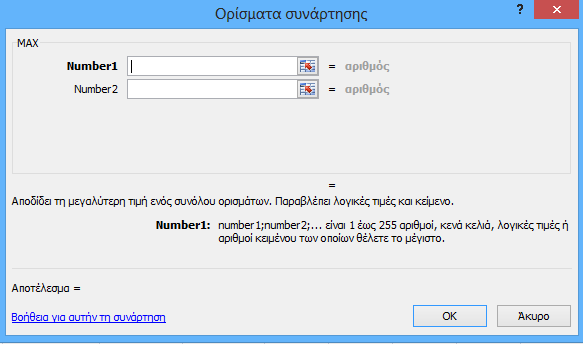 Ορίσματα συνάρτησης
?
MAX
Number1 = αριθμός
Number2 = αριθμός
=
Αποδίδει τη μεγαλύτερη τιμή ενός συνόλου ορισμάτων. Παραβλέπει λογικές τιμές και κείμενο.
Number1: number1;number2;... είναι 1 έως 255 αριθμοί, κενά κελιά, λογικές τιμές ή
αριθμοί κειμένου των οποίων θέλετε το μέγιστο.
Αποτέλεσμα =
Βοήθεια για αυτήν τη συνάρτηση
OK
Άκυρο